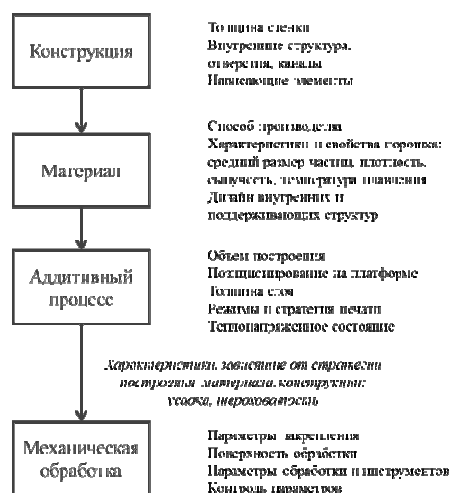 Конструкция
Толщина стенки
Внутренние структура,
отверстия, каналы
Нависающие элементы
Материал
Способ производства
Характеристики и свойства порошка:
средний размер частиц, плотность,
сыпучесть, температура плавления
Дизайн внутренних и
поддерживающих структур
Аддитивный
процесс
Объем построения
Позиционирование на платформе
Толщина слоя
Режимы и стратегия печати
Теплонапряженное состояние
Характеристики, зависящие от стратегии
построения, материала, конструкции:
усадка, шероховатость
Механическая
обработка
Параметры закрепления
Поверхность обработки
Параметры обработки и инструментов
Контроль параметров